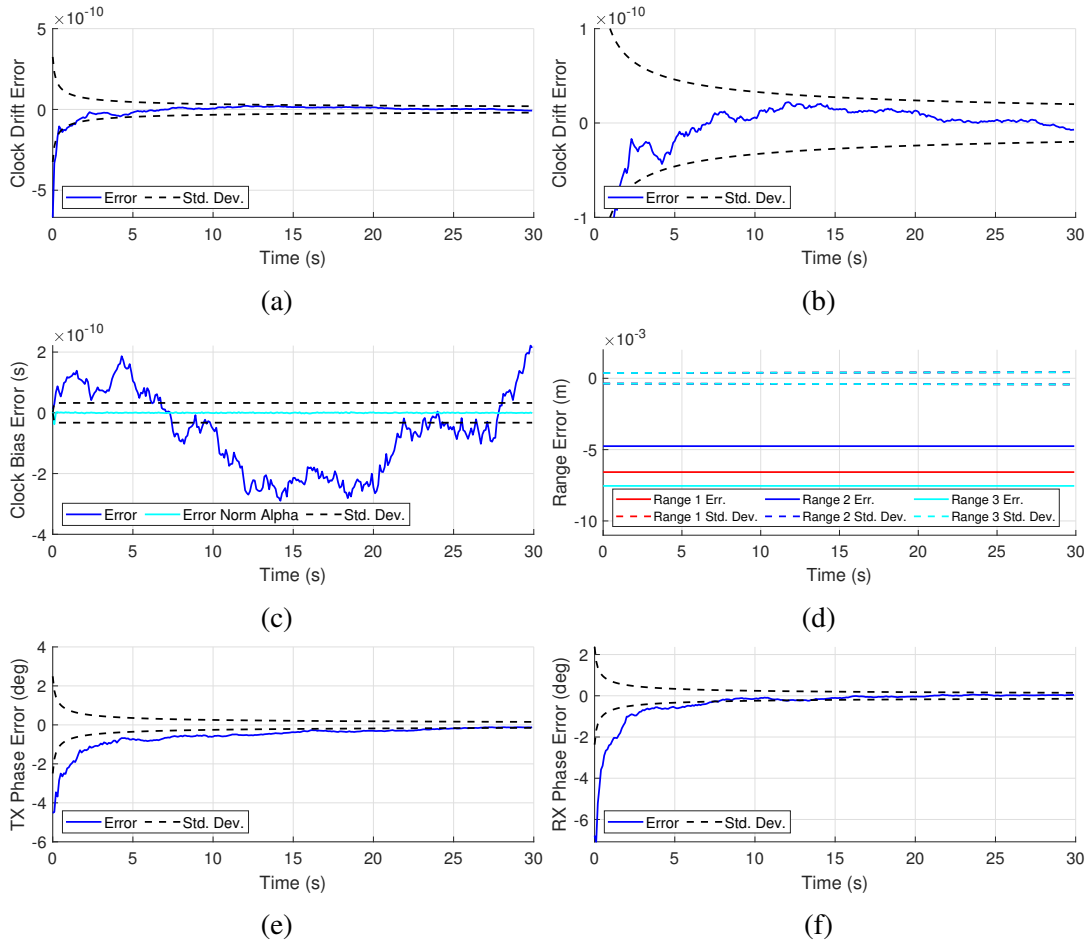 ×10⁻¹⁰
5
0
-5
Clock Drift Error
Error Std. Dev.
0 5 10 15 20 25 30
Time (s)
(a)
×10⁻¹⁰
1
0
-1
Clock Drift Error
Error Std. Dev.
0 5 10 15 20 25 30
Time (s)
(b)
×10⁻¹⁰
2
0
-2
-4
Clock Bias Error (s)
Error Error Norm Alpha Std. Dev.
0 5 10 15 20 25 30
Time (s)
(c)
×10⁻³
0
-5
-10
Range Error (m)
Range 1 Err. Range 2 Err. Range 3 Err.
Range 1 Std. Dev. Range 2 Std. Dev. Range 3 Std. Dev.
0 5 10 15 20 25 30
Time (s)
(d)
4
2
0
-2
-4
-6
TX Phase Error (deg)
Error Std. Dev.
0 5 10 15 20 25 30
Time (s)
(e)
2
0
-2
-4
-6
RX Phase Error (deg)
Error Std. Dev.
0 5 10 15 20 25 30
Time (s)
(f)